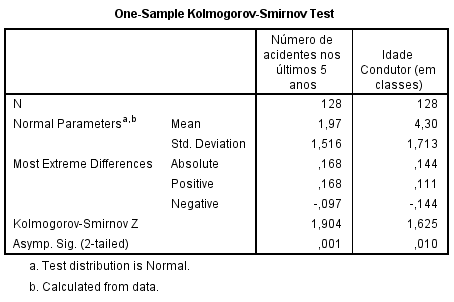 One-Sample Kolmogorov-Smirnov Test
Número de acidentes nos últimos 5 anos Idade Condutor (em classes)
N 128 128
Normal Parametersa,b Mean 1,97 4,30
Std. Deviation 1,516 1,713
Most Extreme Differences Absolute ,168 ,144
Positive ,168 ,111
Negative -,097 -,144
Kolmogorov-Smirnov Z 1,904 1,625
Asymp. Sig. (2-tailed) ,001 ,010
a. Test distribution is Normal.
b. Calculated from data.